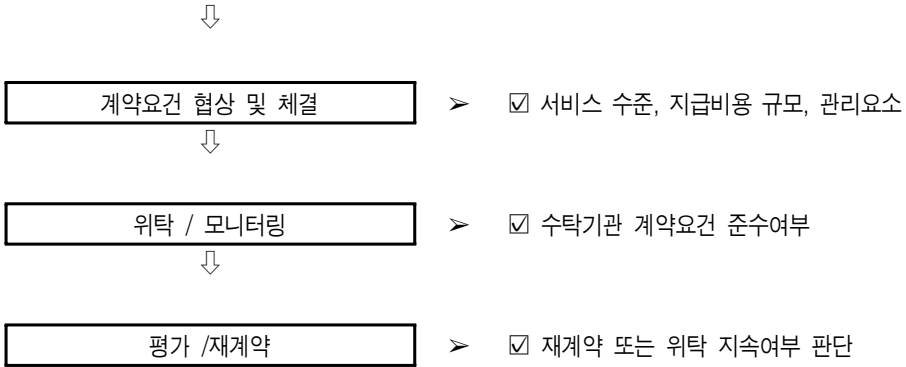 ⇩
계약요건 협상 및 체결 ➢ ☑ 서비스 수준, 지급비용 규모, 관리요소
⇩
위탁 / 모니터링 ➢ ☑ 수탁기관 계약요건 준수여부
⇩
평가 /재계약 ➢ ☑ 재계약 또는 위탁 지속여부 판단